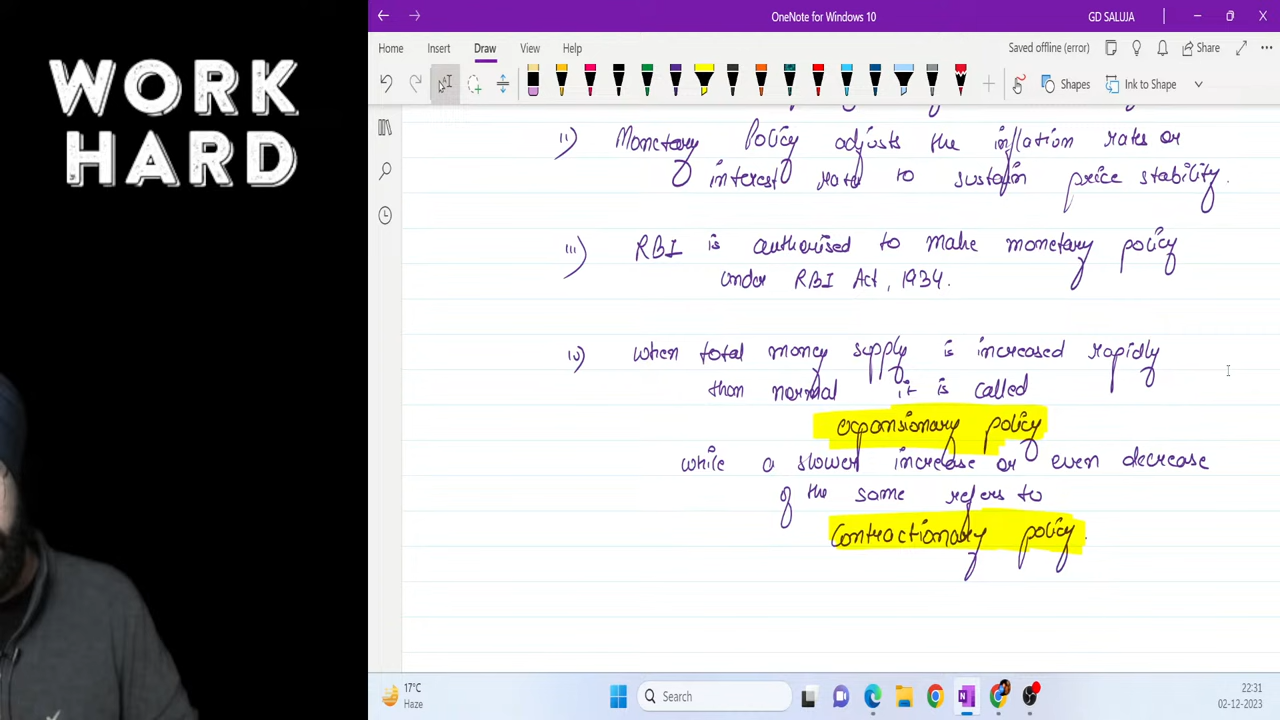 WORK
HARD
OneNote for Windows 10
GD SALUJA
Home Insert Draw View Help
Saved offline (error)
Share
Shapes
Ink to Shape
ii) Monetary Policy adjusts the inflation rates or
interest rate to sustain price stability.
iii) RBI is authorised to make monetary policy
under RBI Act, 1934.
iv) when total money supply is increased rapidly
than normal it is called
expansionary policy
while a slower increase or even decrease
of the same refers to
Contractionary policy.
17°C
Haze
Search
22:31
02-12-2023